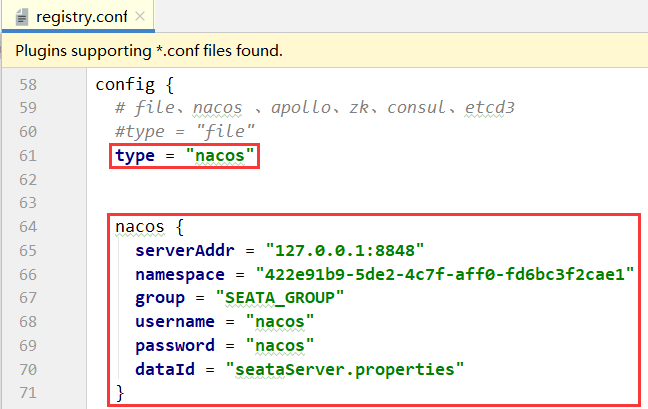 registry.conf
Plugins supporting *.conf files found.
58 config {
59 # file、nacos 、apollo、zk、consul、etcd3
60 #type = "file"
61 type = "nacos"
62
63
64 nacos {
65 serverAddr = "127.0.0.1:8848"
66 namespace = "422e91b9-5de2-4c7f-aff0-fd6bc3f2cae1"
67 group = "SEATA_GROUP"
68 username = "nacos"
69 password = "nacos"
70 dataId = "seataServer.properties"
71 }